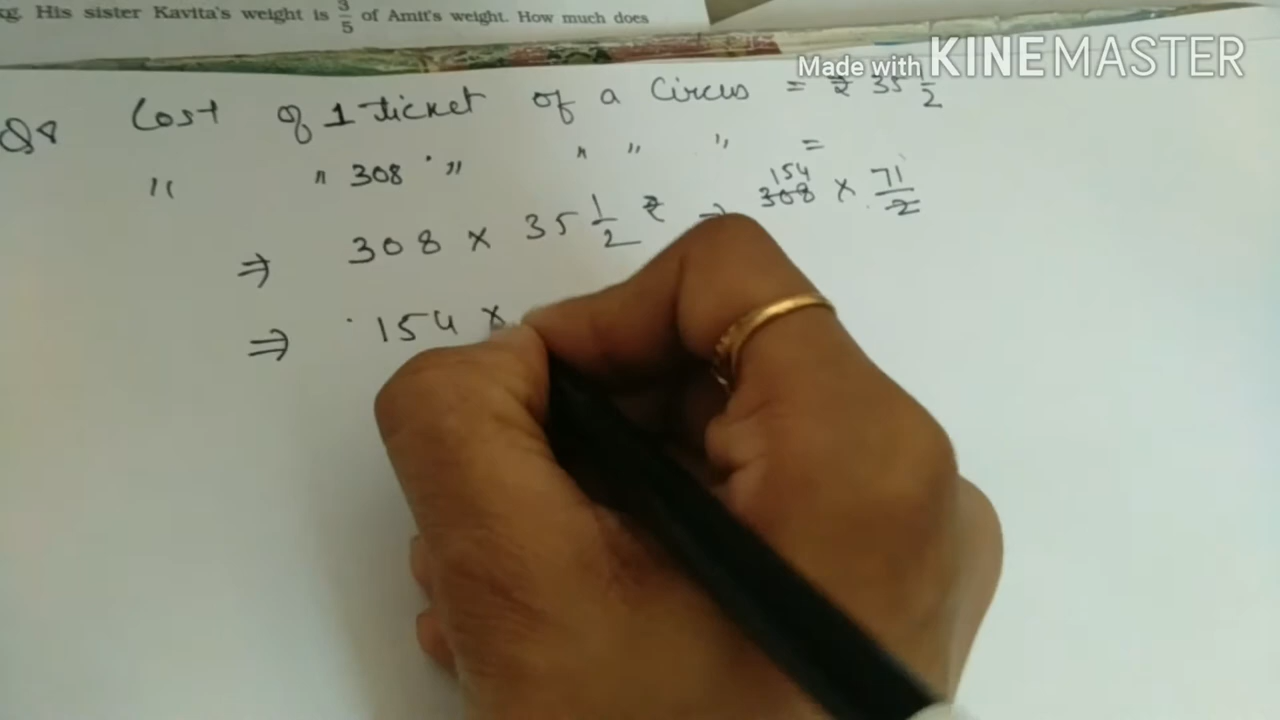 kg. His sister Kavita's weight is 3/5 of Amit's weight. How much does
Made with KINEMASTER
Q8 Cost of 1 ticket of a Circus = ₹ 35 1/2
" " 308 " " " " =
⇒ 308 × 35 1/2 ₹ ⇒ 154 308 × 71/2
⇒ 154 ×